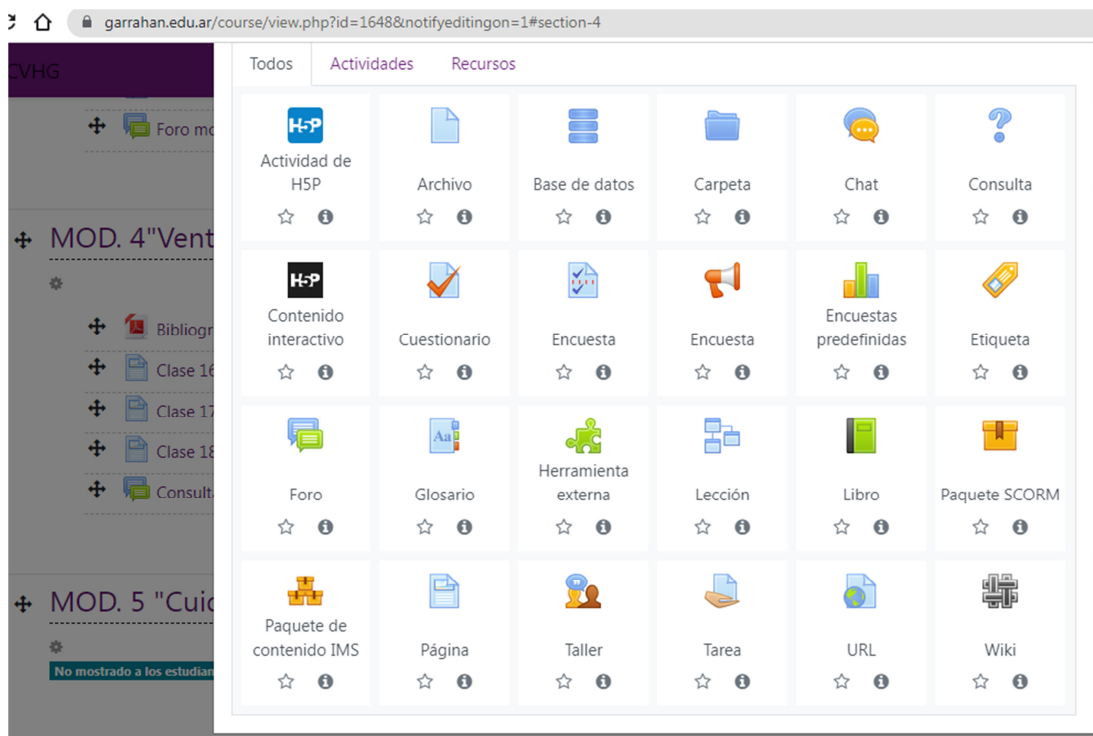 garrahan.edu.ar/course/view.php?id=1648&notifyeditingon=1#section-4
CVHG
Foro mo
MOD. 4"Vent
Bibliogr
Clase 16
Clase 17
Clase 18
Consult
MOD. 5 "Cuid
No mostrado a los estudian
Todos Actividades Recursos
H5P
Actividad de
H5P
Archivo
Base de datos
Carpeta
Chat
Consulta
H5P
Contenido
interactivo
Cuestionario
Encuesta
Encuesta
Encuestas
predefinidas
Etiqueta
Foro
Aa
Glosario
Herramienta
externa
Lección
Libro
Paquete SCORM
Paquete de
contenido IMS
Página
Taller
Tarea
URL
Wiki